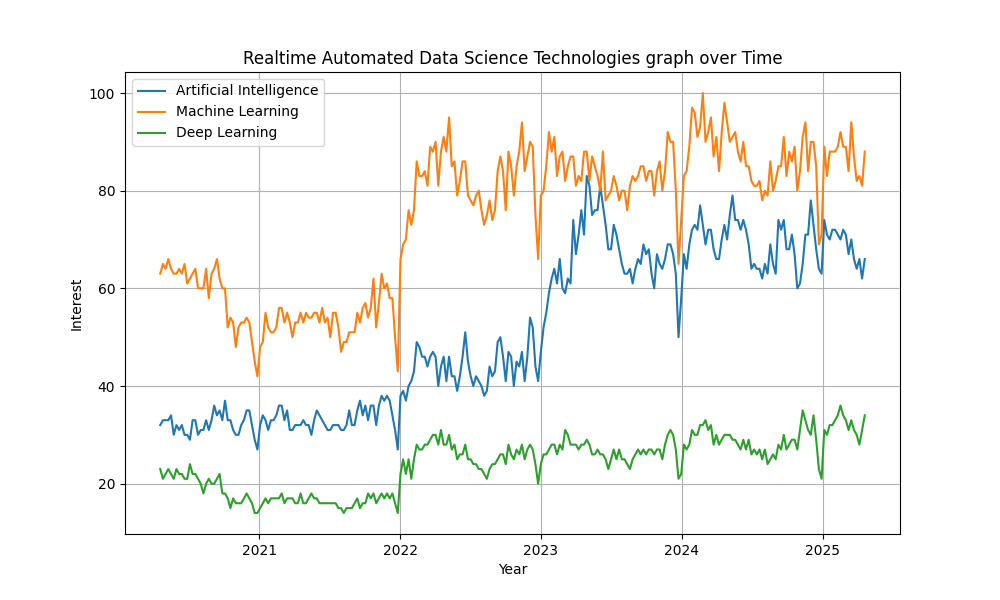 Realtime Automated Data Science Technologies graph over Time
Artificial Intelligence
Machine Learning
Deep Learning
100
80
60
40
20
Interest
2021 2022 2023 2024 2025
Year